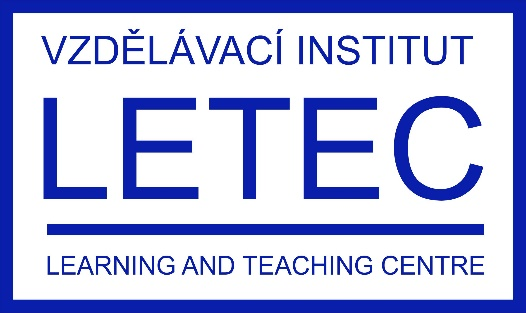 VZDĚLÁVACÍ INSTITUT
LETEC
LEARNING AND TEACHING CENTRE